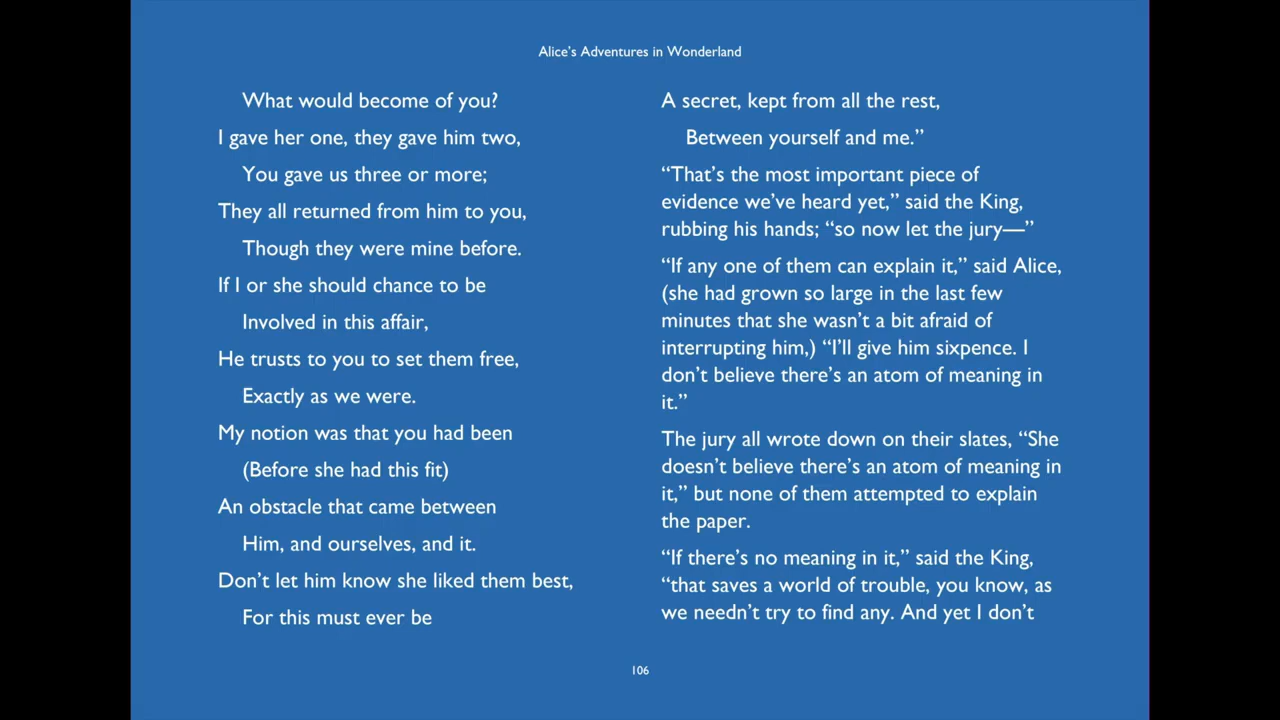 Alice’s Adventures in Wonderland
What would become of you?
I gave her one, they gave him two,
You gave us three or more;
They all returned from him to you,
Though they were mine before.
If I or she should chance to be
Involved in this affair,
He trusts to you to set them free,
Exactly as we were.
My notion was that you had been
(Before she had this fit)
An obstacle that came between
Him, and ourselves, and it.
Don’t let him know she liked them best,
For this must ever be
A secret, kept from all the rest,
Between yourself and me.”
“That’s the most important piece of
evidence we’ve heard yet,” said the King,
rubbing his hands; “so now let the jury—”
“If any one of them can explain it,” said Alice,
(she had grown so large in the last few
minutes that she wasn’t a bit afraid of
interrupting him,) “I’ll give him sixpence. I
don’t believe there’s an atom of meaning in
it.”
The jury all wrote down on their slates, “She
doesn’t believe there’s an atom of meaning in
it,” but none of them attempted to explain
the paper.
“If there’s no meaning in it,” said the King,
“that saves a world of trouble, you know, as
we needn’t try to find any. And yet I don’t
106